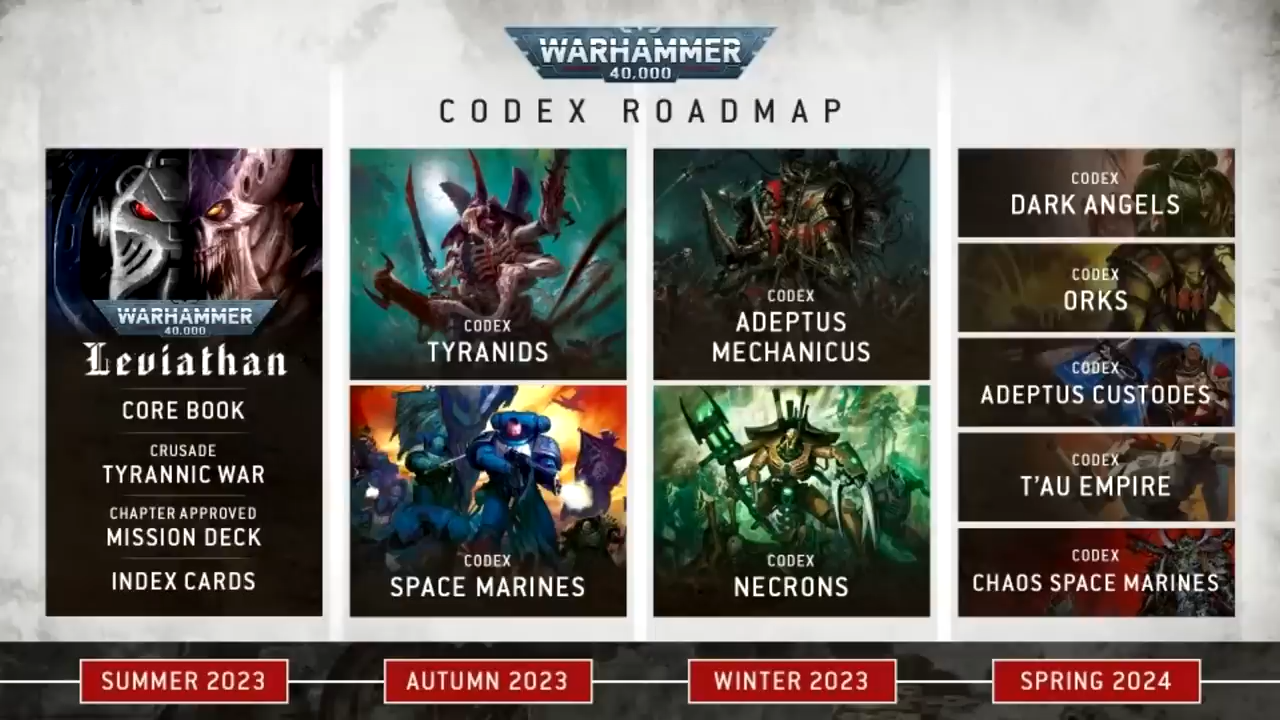 WARHAMMER
40,000
CODEX ROADMAP
WARHAMMER
40,000
Leviathan
CORE BOOK
CRUSADE
TYRANNIC WAR
CHAPTER APPROVED
MISSION DECK
INDEX CARDS
SUMMER 2023
CODEX
TYRANIDS
CODEX
SPACE MARINES
AUTUMN 2023
CODEX
ADEPTUS
MECHANICUS
CODEX
NECRONS
WINTER 2023
CODEX
DARK ANGELS
CODEX
ORKS
CODEX
ADEPTUS CUSTODES
CODEX
T'AU EMPIRE
CODEX
CHAOS SPACE MARINES
SPRING 2024